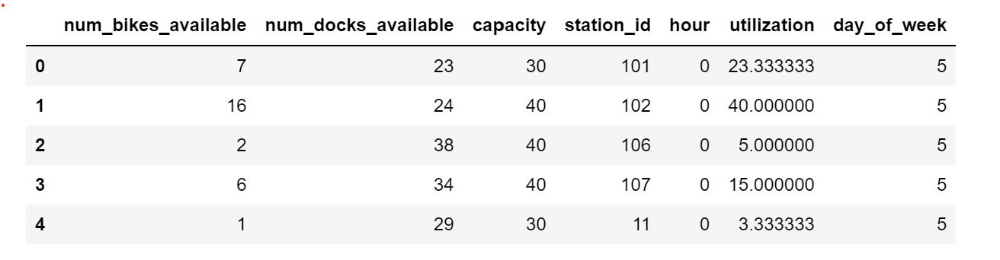 num_bikes_available num_docks_available capacity station_id hour utilization day_of_week
0 7 23 30 101 0 23.333333 5
1 16 24 40 102 0 40.000000 5
2 2 38 40 106 0 5.000000 5
3 6 34 40 107 0 15.000000 5
4 1 29 30 11 0 3.333333 5